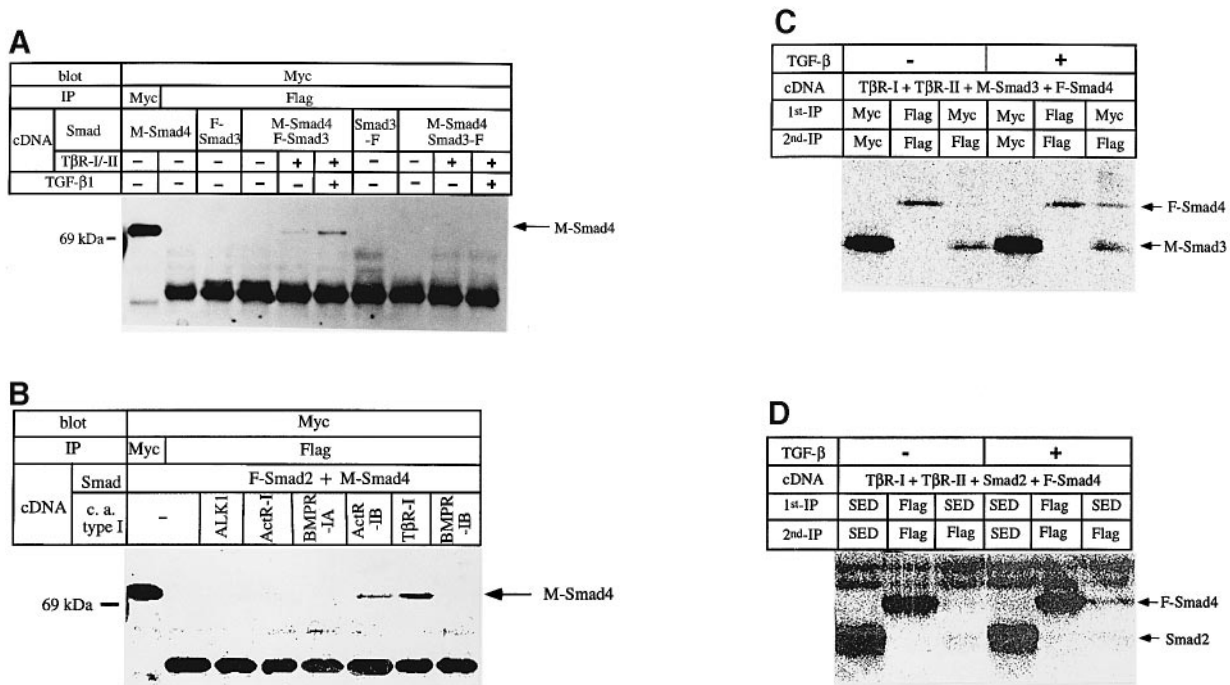 A
blot Myc
IP Myc Flag
cDNA Smad M-Smad4 F-Smad3 M-Smad4 F-Smad3 Smad3-F M-Smad4 Smad3-F
TβR-I/-II – – – – + + – – + +
TGF-β1 – – – – – + – – – +
69 kDa
M-Smad4
B
blot Myc
IP Myc Flag
cDNA Smad F-Smad2 + M-Smad4
c. a. type I – ALK1 ActR-I BMPR-IA ActR-IB TβR-I BMPR-IB
69 kDa
M-Smad4
C
TGF-β - +
cDNA TβR-I + TβR-II + M-Smad3 + F-Smad4
1st-IP Myc Flag Myc Myc Flag Myc
2nd-IP Myc Flag Flag Myc Flag Flag
F-Smad4
M-Smad3
D
TGF-β - +
cDNA TβR-I + TβR-II + Smad2 + F-Smad4
1st-IP SED Flag SED SED Flag SED
2nd-IP SED Flag Flag SED Flag Flag
F-Smad4
Smad2